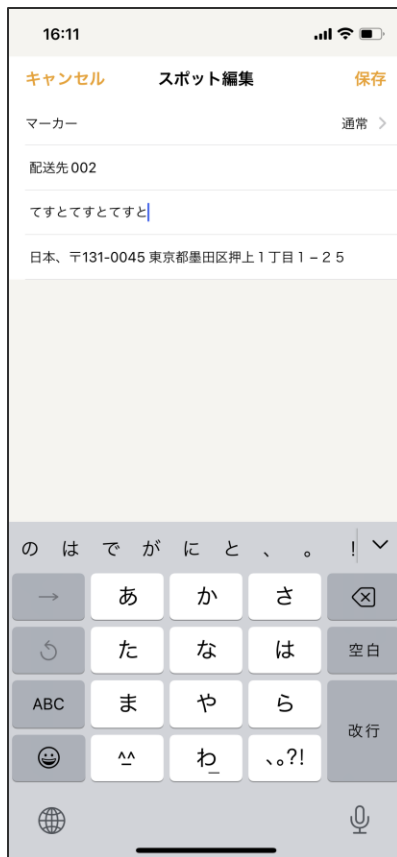 16:11
キャンセル スポット編集 保存
マーカー 通常
配送先002
てすとてすとてすと
日本、〒131-0045 東京都墨田区押上1丁目1−25
の は で が に と 、 。 !
→ あ か さ
た な は 空白
ABC ま や ら 改行
^^ わ 、。?!